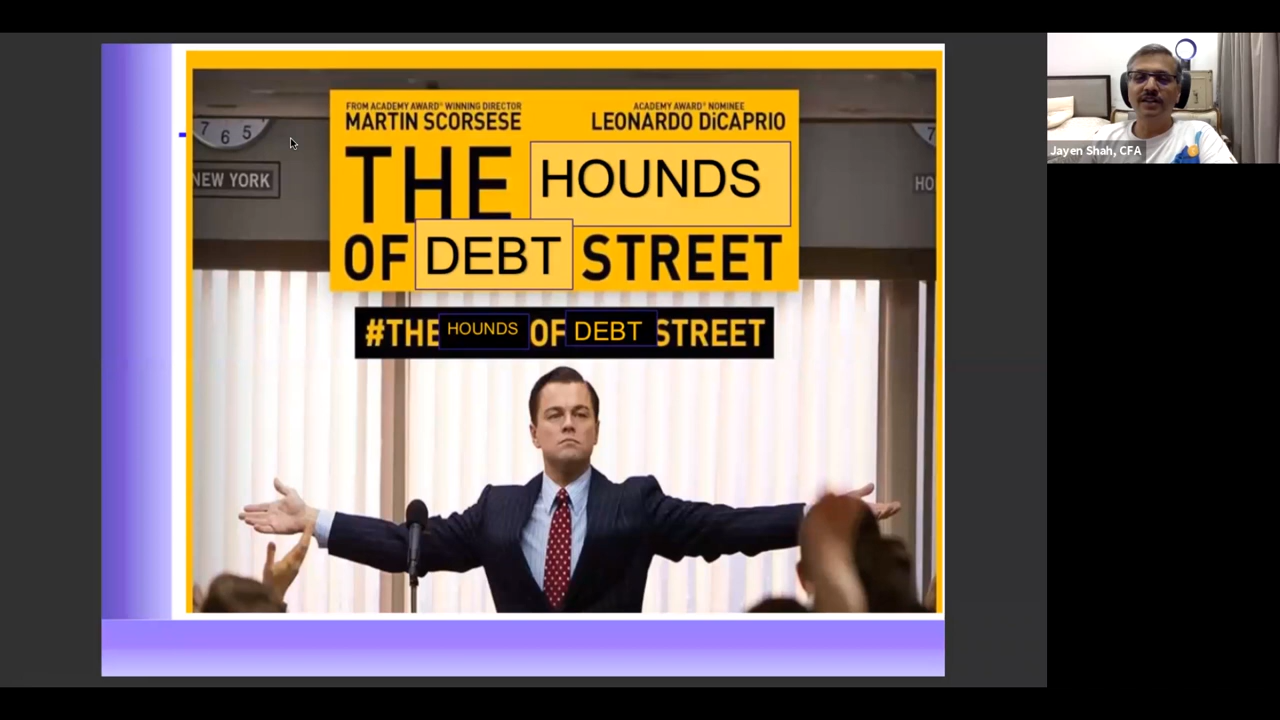 FROM ACADEMY AWARD® WINNING DIRECTOR
MARTIN SCORSESE
ACADEMY AWARD® NOMINEE
LEONARDO DiCAPRIO
THE HOUNDS
OF DEBT STREET
#THE HOUNDS OF DEBT STREET
7 6 5
NEW YORK
7
HO
Jayen Shah, CFA